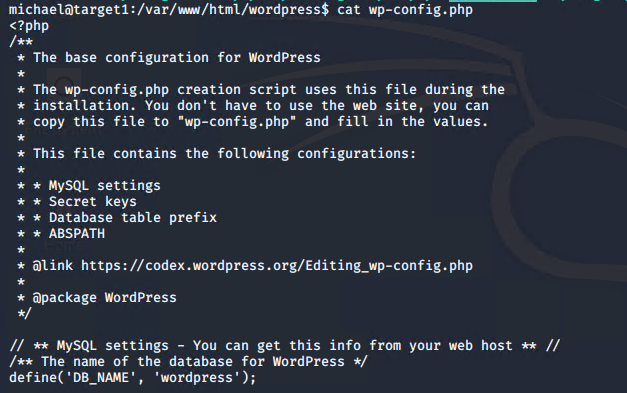 michael@target1:/var/www/html/wordpress$ cat wp-config.php
<?php
/**
 * The base configuration for WordPress
 *
 * The wp-config.php creation script uses this file during the
 * installation. You don't have to use the web site, you can
 * copy this file to "wp-config.php" and fill in the values.
 *
 * This file contains the following configurations:
 *
 * * MySQL settings
 * * Secret keys
 * * Database table prefix
 * * ABSPATH
 *
 * @link https://codex.wordpress.org/Editing_wp-config.php
 *
 * @package WordPress
 */

// ** MySQL settings - You can get this info from your web host ** //
/** The name of the database for WordPress */
define('DB_NAME', 'wordpress');